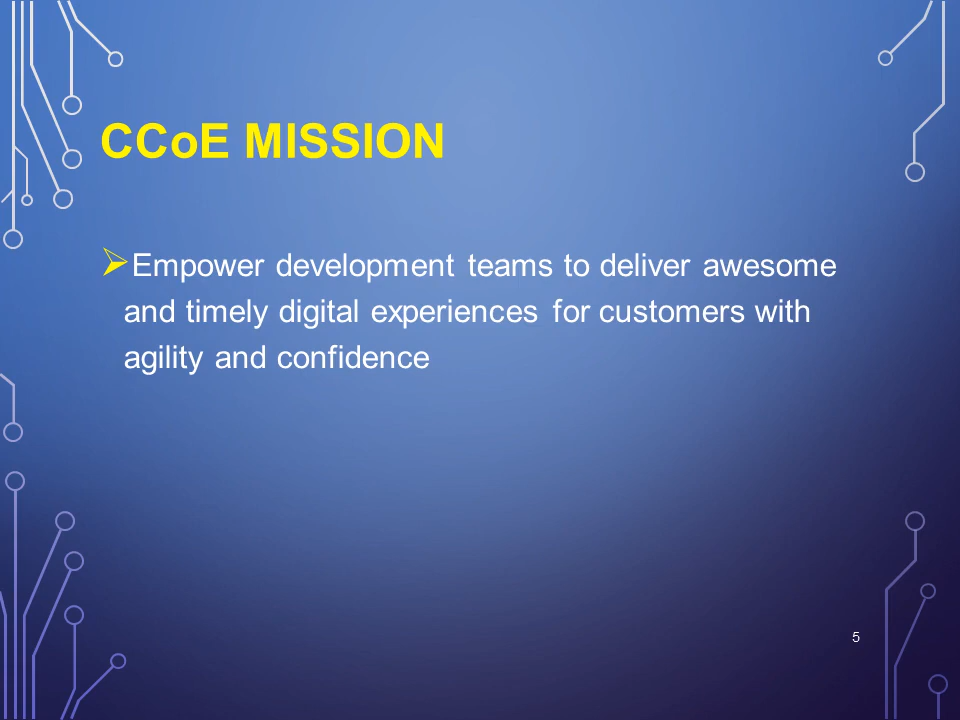 CCoE MISSION
➢Empower development teams to deliver awesome
and timely digital experiences for customers with
agility and confidence
5